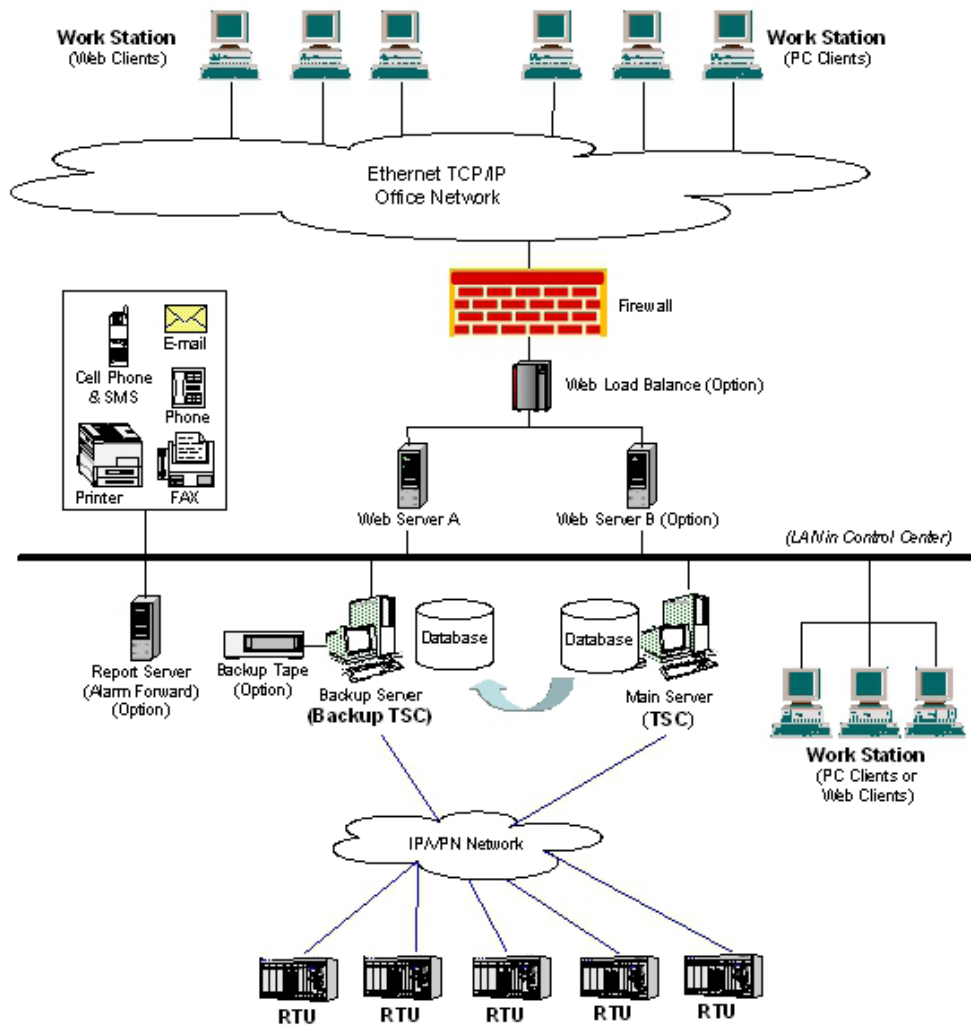 Work Station
(Web Clients)
Work Station
(PC Clients)
Ethernet TCP/IP
Office Network
Firewall
E-mail
Cell Phone
& SMS
Phone
Printer
FAX
Web Load Balance (Option)
Web Server A
Web Server B (Option)
(LAN in Control Center)
Report Server
(Alarm Forward)
(Option)
Backup Tape
(Option)
Database
Backup Server
(Backup TSC)
Database
Main Server
(TSC)
Work Station
(PC Clients or
Web Clients)
IP/VPN Network
RTU
RTU
RTU
RTU
RTU